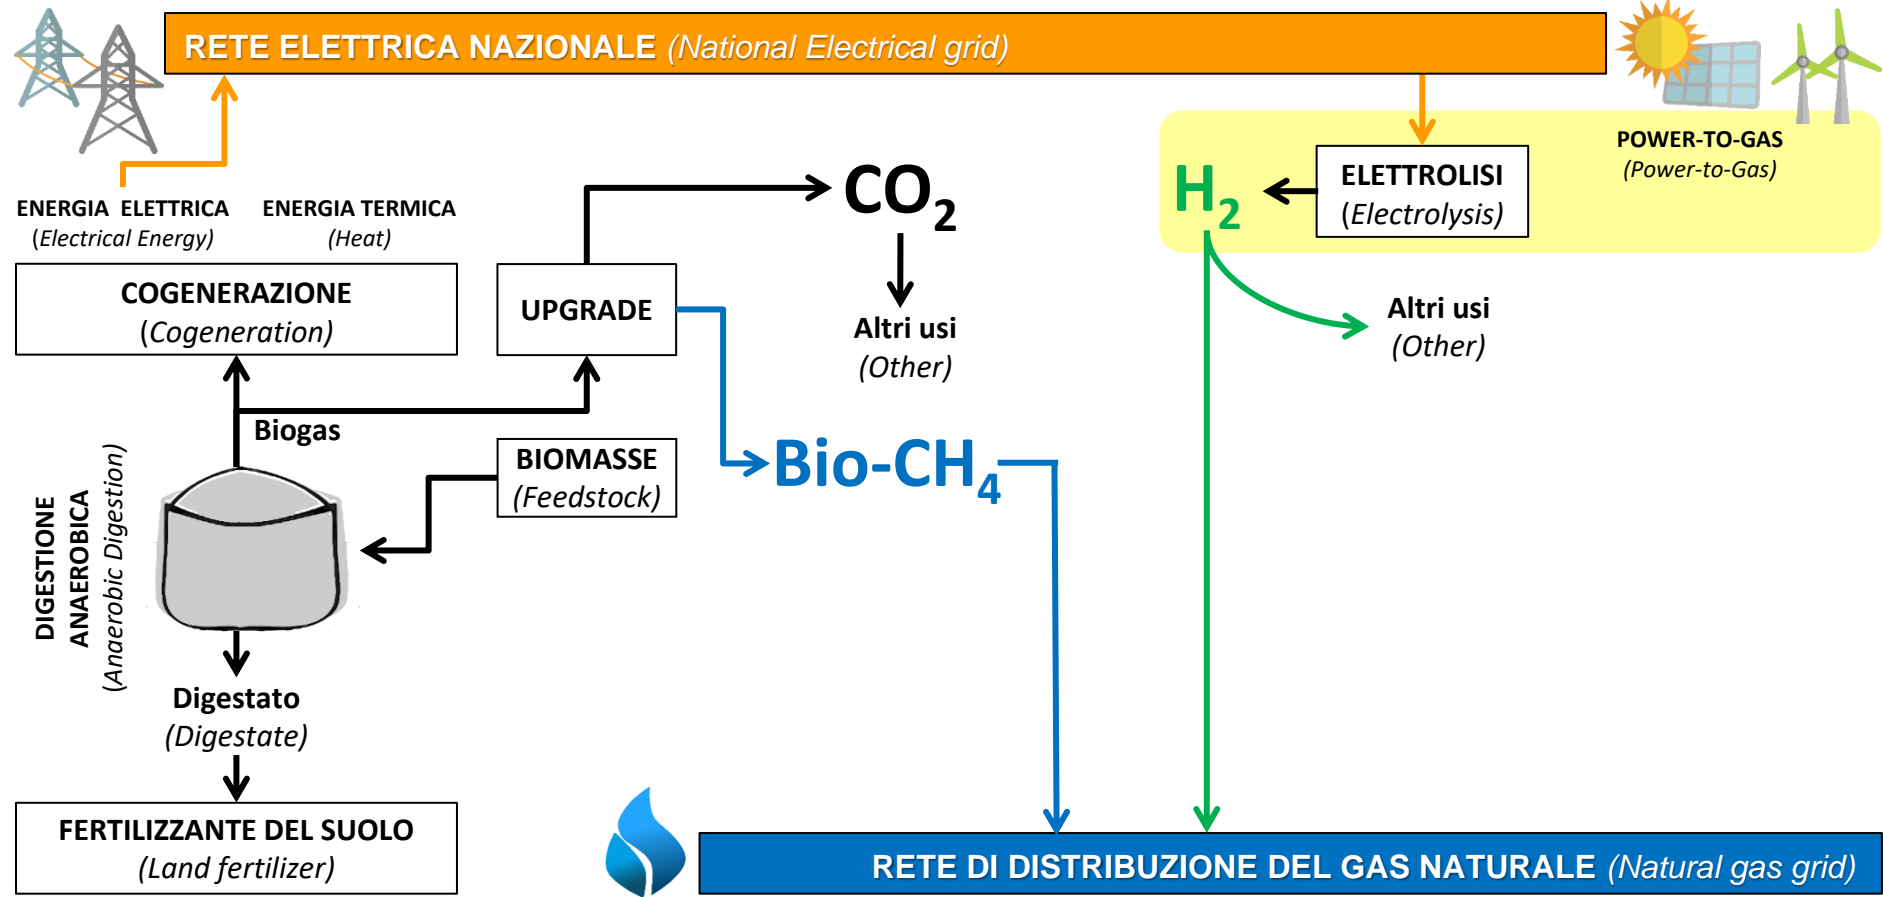 RETE ELETTRICA NAZIONALE (National Electrical grid)
POWER-TO-GAS
(Power-to-Gas)
ENERGIA ELETTRICA
(Electrical Energy)
ENERGIA TERMICA
(Heat)
CO2
H2
ELETTROLISI
(Electrolysis)
COGENERAZIONE
(Cogeneration)
UPGRADE
Altri usi
(Other)
Altri usi
(Other)
Biogas
BIOMASSE
(Feedstock)
Bio-CH4
DIGESTIONE
ANAEROBICA
(Anaerobic Digestion)
Digestato
(Digestate)
FERTILIZZANTE DEL SUOLO
(Land fertilizer)
RETE DI DISTRIBUZIONE DEL GAS NATURALE (Natural gas grid)